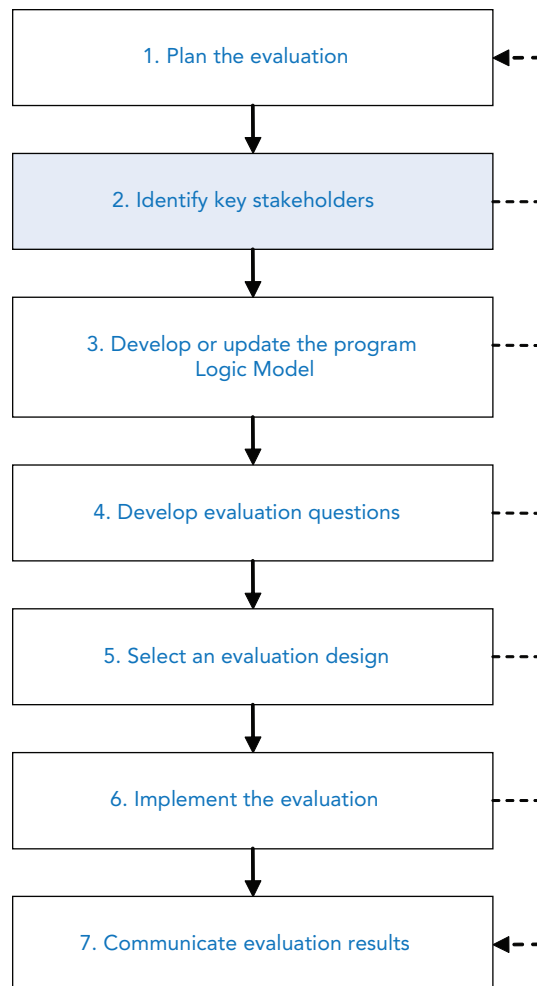 1. Plan the evaluation
2. Identify key stakeholders
3. Develop or update the program
Logic Model
4. Develop evaluation questions
5. Select an evaluation design
6. Implement the evaluation
7. Communicate evaluation results